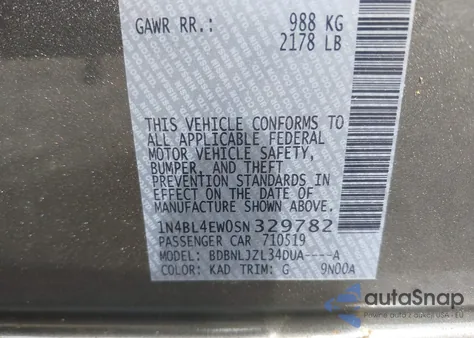 GAWR RR.: 988 KG
2178 LB
THIS VEHICLE CONFORMS TO
ALL APPLICABLE FEDERAL
MOTOR VEHICLE SAFETY,
BUMPER, AND THEFT
PREVENTION STANDARDS IN
EFFECT ON THE DATE OF
MANUFACTURE SHOWN ABOVE.
1N4BL4EW0SN 329782
PASSENGER CAR 710519
MODEL: BDBNLJZL34DUA----A
COLOR: KAD TRIM: G 9N00A
autoSnap